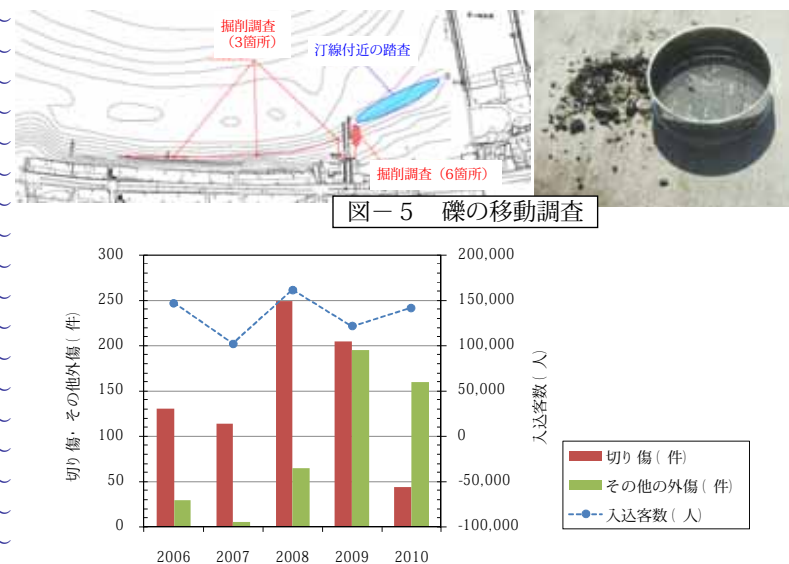 掘削調査
（3箇所）
汀線付近の踏査
掘削調査（6箇所）
図－５　礫の移動調査
300
250
200
150
100
50
0
切り傷・その他外傷(件)
200,000
150,000
100,000
50,000
0
-50,000
-100,000
入込客数(人)
2006 2007 2008 2009 2010
切り傷(件)
その他の外傷(件)
入込客数(人)